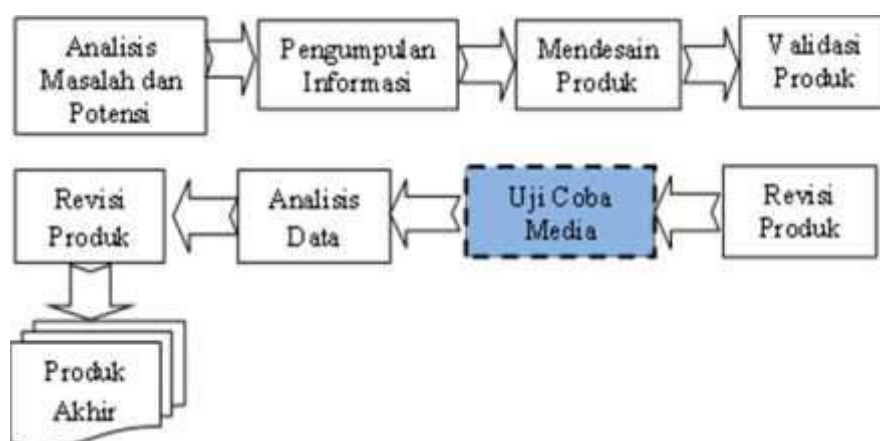 Analisis
Masalah dan
Potensi
Pengumpulan
Informasi
Mendesain
Produk
Validasi
Produk
Revisi
Produk
Analisis
Data
Uji Coba
Media
Revisi
Produk
Produk
Akhir